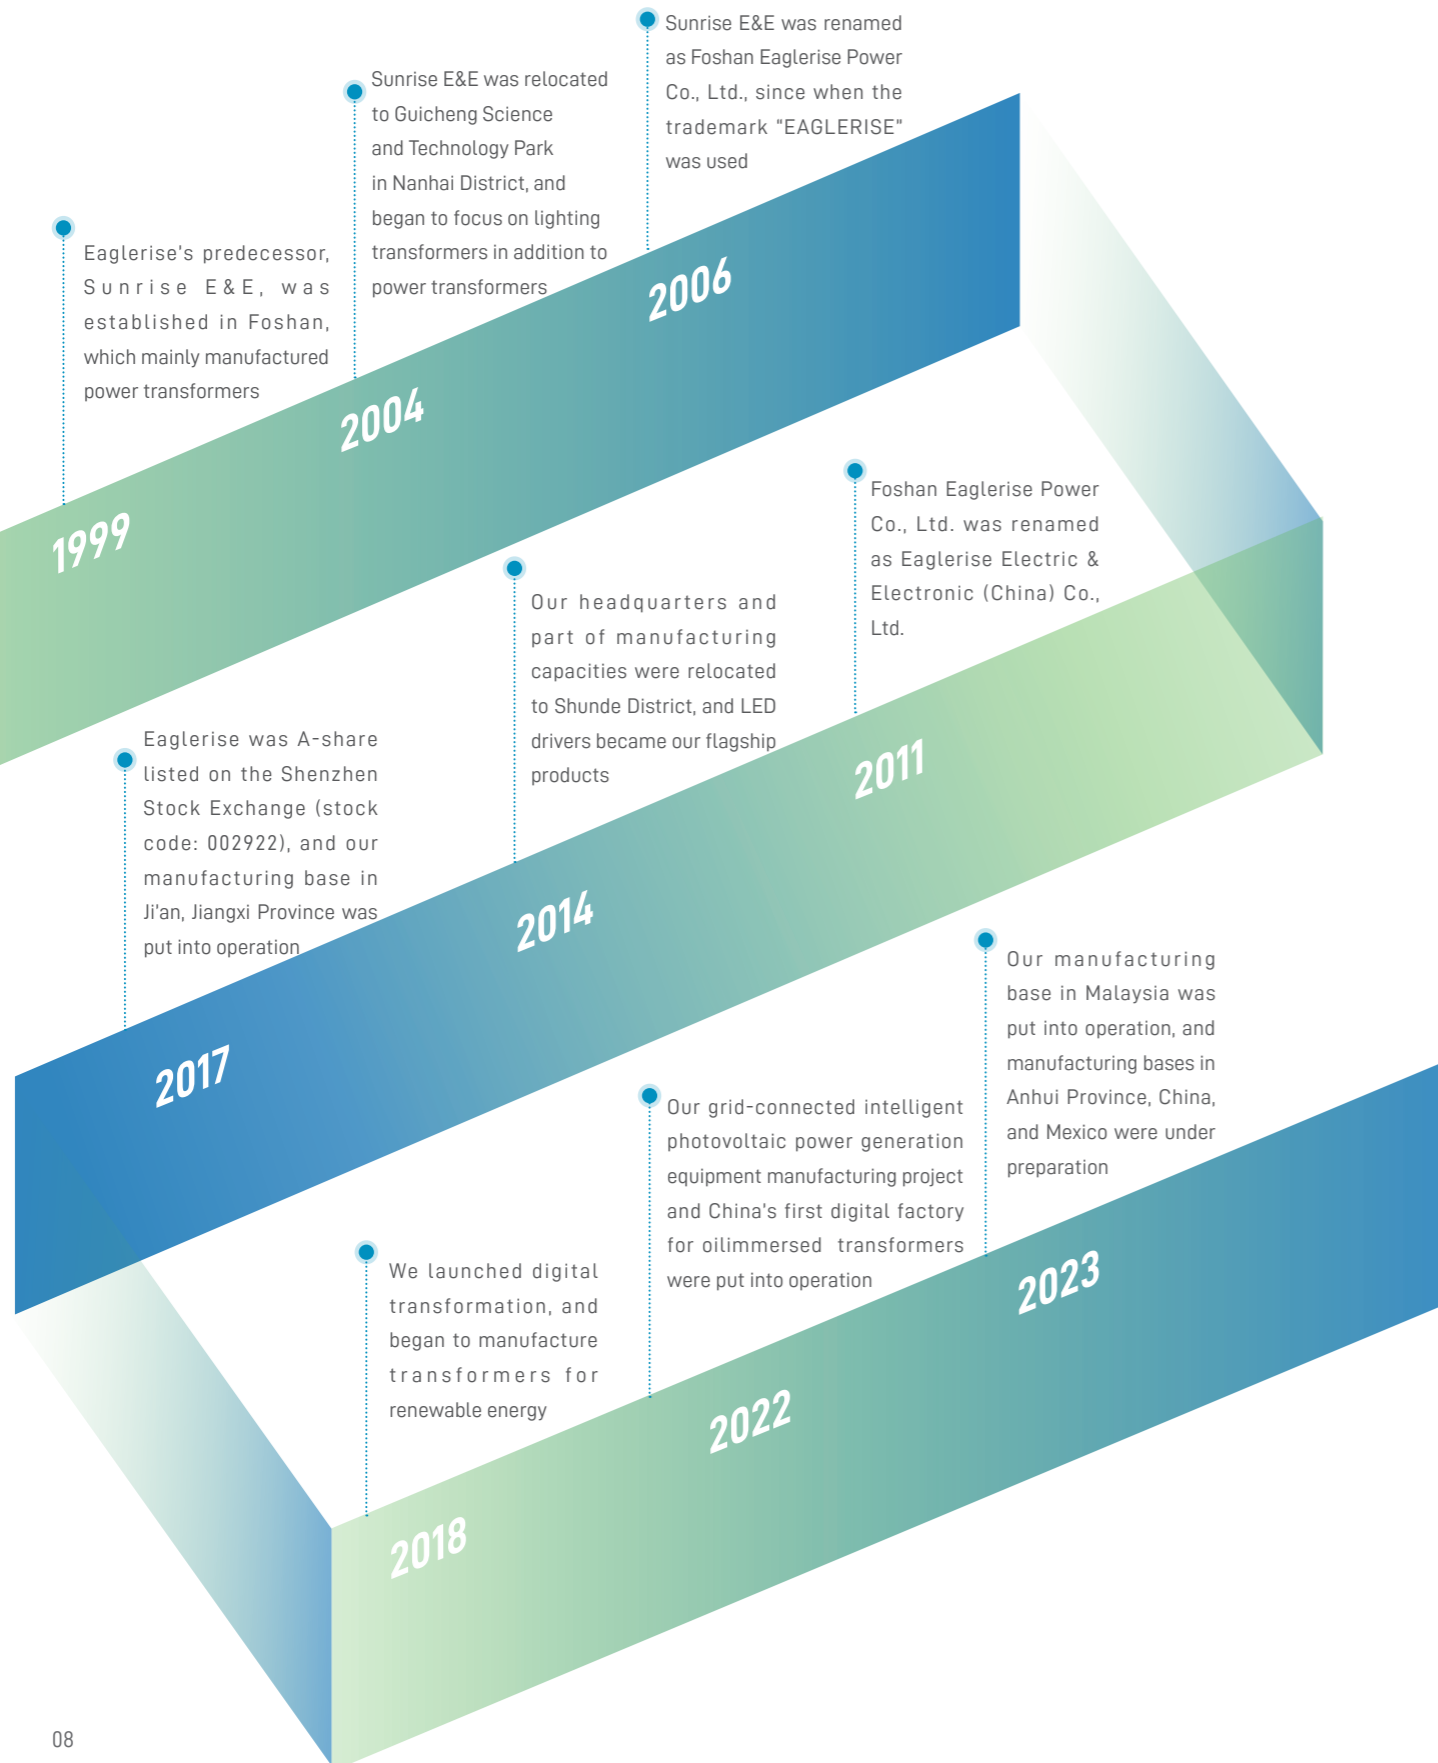 Eaglerise's predecessor,
Sunrise E&E, was
established in Foshan,
which mainly manufactured
power transformers
1999
Sunrise E&E was relocated
to Guicheng Science
and Technology Park
in Nanhai District, and
began to focus on lighting
transformers in addition to
power transformers
2004
Sunrise E&E was renamed
as Foshan Eaglerise Power
Co., Ltd., since when the
trademark "EAGLERISE"
was used
2006
Foshan Eaglerise Power
Co., Ltd. was renamed
as Eaglerise Electric &
Electronic (China) Co.,
Ltd.
2011
Our headquarters and
part of manufacturing
capacities were relocated
to Shunde District, and LED
drivers became our flagship
products
2014
Eaglerise was A-share
listed on the Shenzhen
Stock Exchange (stock
code: 002922), and our
manufacturing base in
Ji'an, Jiangxi Province was
put into operation
2017
We launched digital
transformation, and
began to manufacture
transformers for
renewable energy
2018
Our grid-connected intelligent
photovoltaic power generation
equipment manufacturing project
and China's first digital factory
for oilimmersed transformers
were put into operation
2022
Our manufacturing
base in Malaysia was
put into operation, and
manufacturing bases in
Anhui Province, China,
and Mexico were under
preparation
2023
08